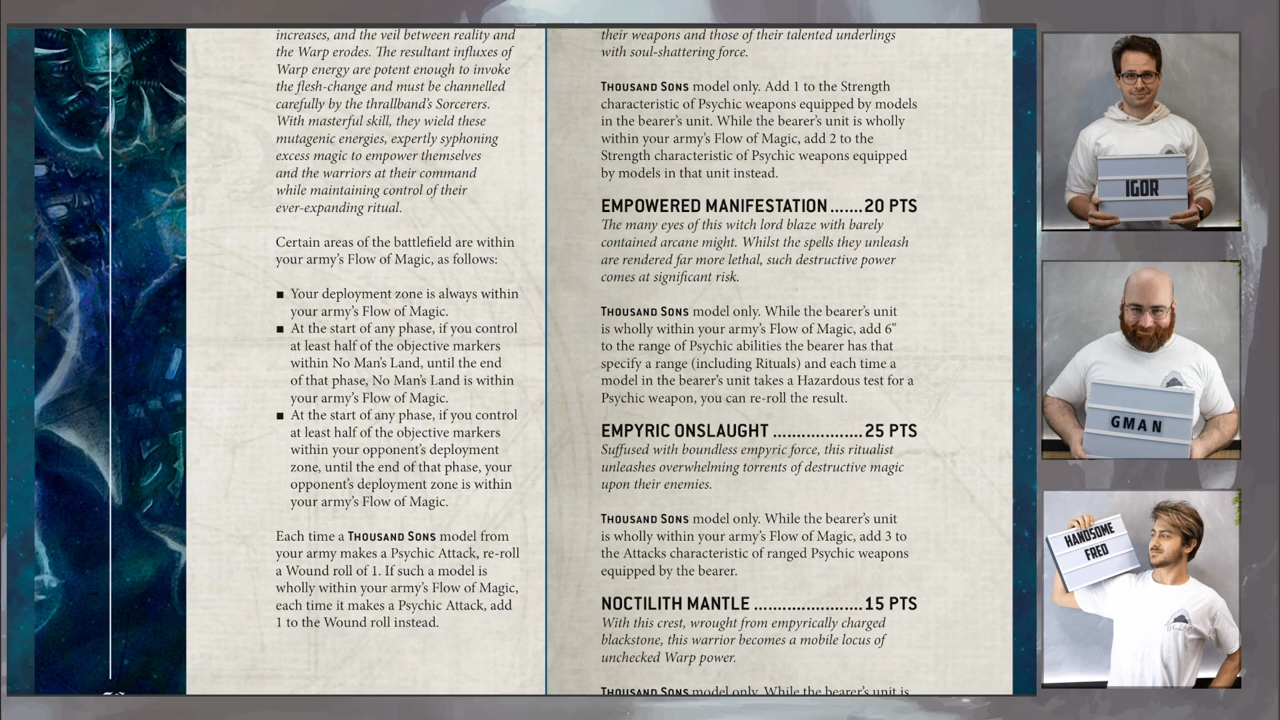 increases, and the veil between reality and
the Warp erodes. The resultant influxes of
Warp energy are potent enough to invoke
the flesh-change and must be channelled
carefully by the thrallband's Sorcerers.
With masterful skill, they wield these
mutagenic energies, expertly syphoning
excess magic to empower themselves
and the warriors at their command
while maintaining control of their
ever-expanding ritual.
Certain areas of the battlefield are within
your army's Flow of Magic, as follows:
■ Your deployment zone is always within
your army's Flow of Magic.
■ At the start of any phase, if you control
at least half of the objective markers
within No Man's Land, until the end
of that phase, No Man's Land is within
your army's Flow of Magic.
■ At the start of any phase, if you control
at least half of the objective markers
within your opponent's deployment
zone, until the end of that phase, your
opponent's deployment zone is within
your army's Flow of Magic.
Each time a THOUSAND SONS model from
your army makes a Psychic Attack, re-roll
a Wound roll of 1. If such a model is
wholly within your army's Flow of Magic,
each time it makes a Psychic Attack, add
1 to the Wound roll instead.
their weapons and those of their talented underlings
with soul-shattering force.
THOUSAND SONS model only. Add 1 to the Strength
characteristic of Psychic weapons equipped by models
in the bearer's unit. While the bearer's unit is wholly
within your army's Flow of Magic, add 2 to the
Strength characteristic of Psychic weapons equipped
by models in that unit instead.
EMPOWERED MANIFESTATION.......20 PTS
The many eyes of this witch lord blaze with barely
contained arcane might. Whilst the spells they unleash
are rendered far more lethal, such destructive power
comes at significant risk.
THOUSAND SONS model only. While the bearer's unit
is wholly within your army's Flow of Magic, add 6"
to the range of Psychic abilities the bearer has that
specify a range (including Rituals) and each time a
model in the bearer's unit takes a Hazardous test for a
Psychic weapon, you can re-roll the result.
EMPYRIC ONSLAUGHT ...................25 PTS
Suffused with boundless empyric force, this ritualist
unleashes overwhelming torrents of destructive magic
upon their enemies.
THOUSAND SONS model only. While the bearer's unit
is wholly within your army's Flow of Magic, add 3 to
the Attacks characteristic of ranged Psychic weapons
equipped by the bearer.
NOCTILITH MANTLE .......................15 PTS
With this crest, wrought from empyrically charged
blackstone, this warrior becomes a mobile locus of
unchecked Warp power.
THOUSAND SONS model only. While the bearer's unit is
IGOR
GMAN
HANDSOME
FRED